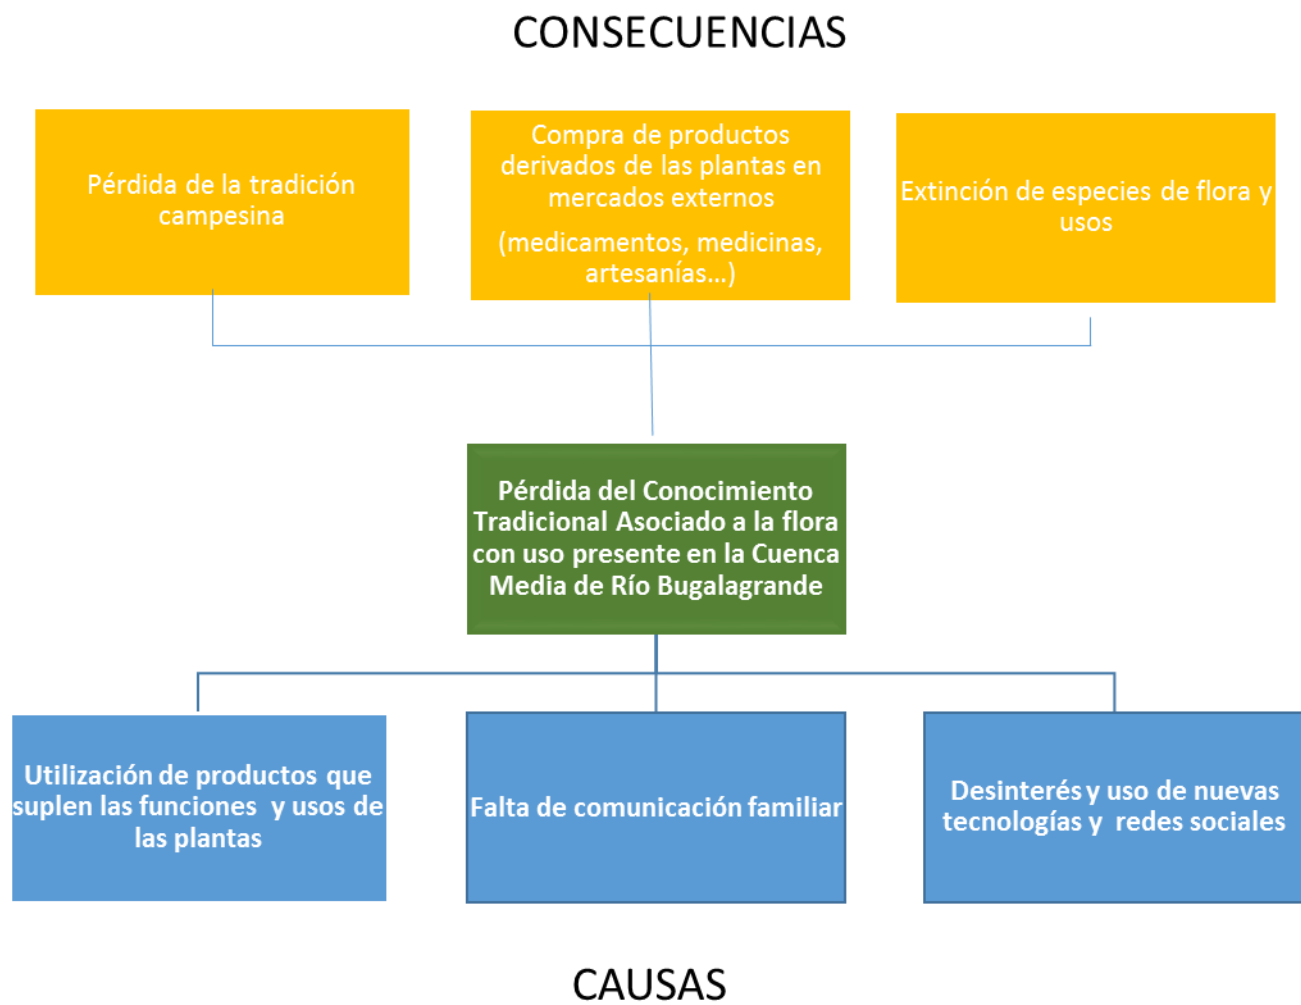 CONSECUENCIAS
Pérdida de la tradición
campesina
Compra de productos
derivados de las plantas en
mercados externos
(medicamentos, medicinas,
artesanías…)
Extinción de especies de flora y
usos
Pérdida del Conocimiento
Tradicional Asociado a la flora
con uso presente en la Cuenca
Media de Río Bugalagrande
Utilización de productos que
suplen las funciones y usos de
las plantas
Falta de comunicación familiar
Desinterés y uso de nuevas
tecnologías y redes sociales
CAUSAS